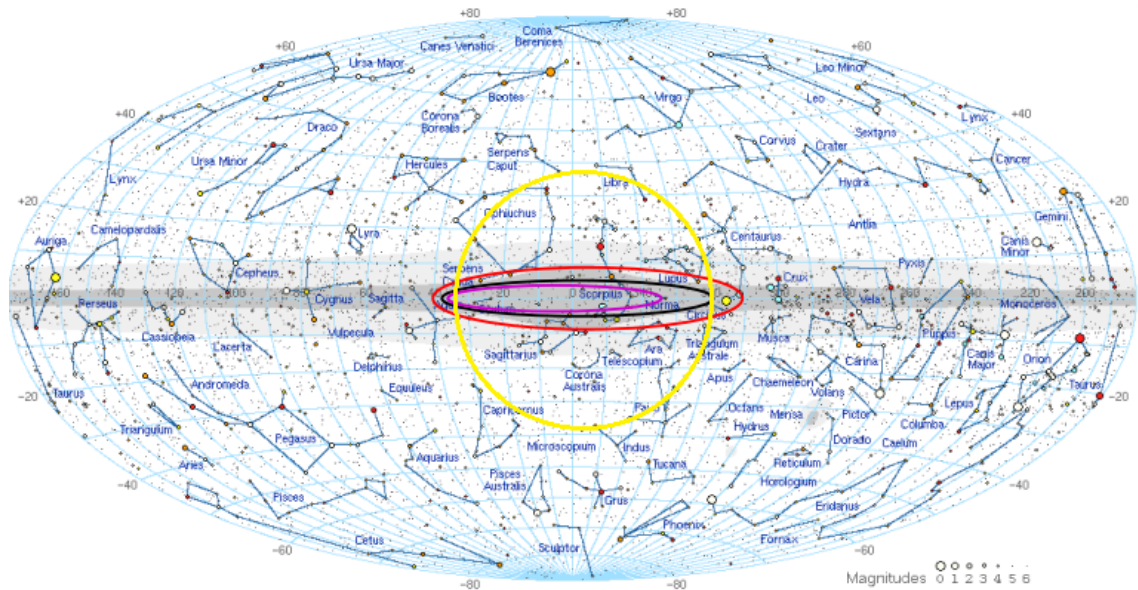 +80
+80
Coma
Berenices
Canes Venatici
+60
+60
Ursa Major
Leo Minor
Bootes
Virgo
Leo
+40
+40
Corona
Borealis
Lynx
Draco
Sextans
Corvus
Crater
Serpens
Caput
Ursa Minor
Hercules
Cancer
Lynx
Libra
Hydra
+20
+20
Ophiuchus
Gemini
Camelopardalis
Antlia
Lyra
Auriga
Centaurus
Canis
Minor
Cepheus
Serpens
Lupus
Crux
Pyxis
Perseus
Cygnus
Sagitta
20
0
Scorpius
Norma
Vela
Monoceros
Cassiopeia
Vulpecula
Lacerta
Musca
Puppis
Sagittarius
Ara
Triangulum
Australe
Telescopium
Carina
Canis
Major
Orion
Delphinus
Corona
Australis
Apus
Chaemeleon
Volans
Taurus
Andromeda
Equuleus
Taurus
-20
-20
Capricornus
Octans
Mensa
Pictor
Lepus
Columba
Triangulum
Hydrus
Pegasus
Microscopium
Indus
Dorado
Caelum
Aquarius
Aries
Tucana
Reticulum
Pisces
Australis
Horologium
-40
-40
Pisces
Grus
Eridanus
Phoenix
Cetus
Sculptor
Fornax
-60
-60
-80
-80
Magnitudes
0 1 2 3 4 5 6